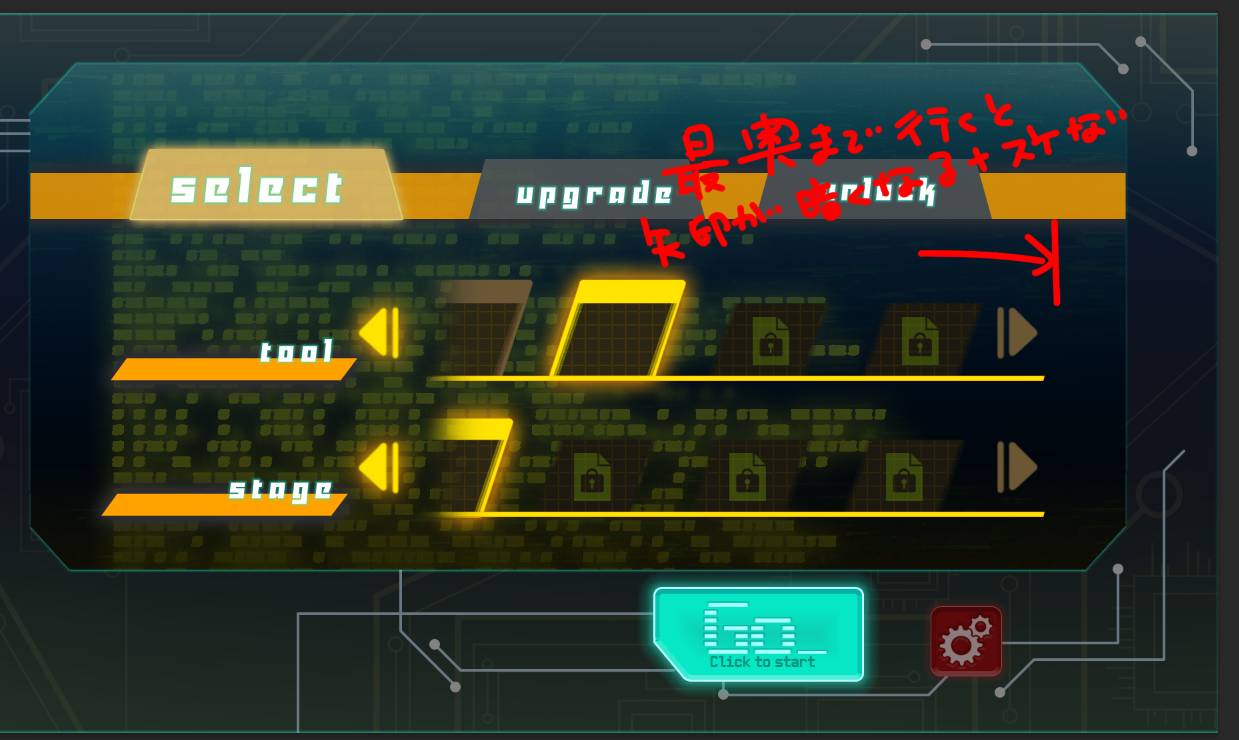 最奥まで行くと
矢印が暗くなる+スケない
select
upgrade
unlock
tool
stage
Go_
Click to start